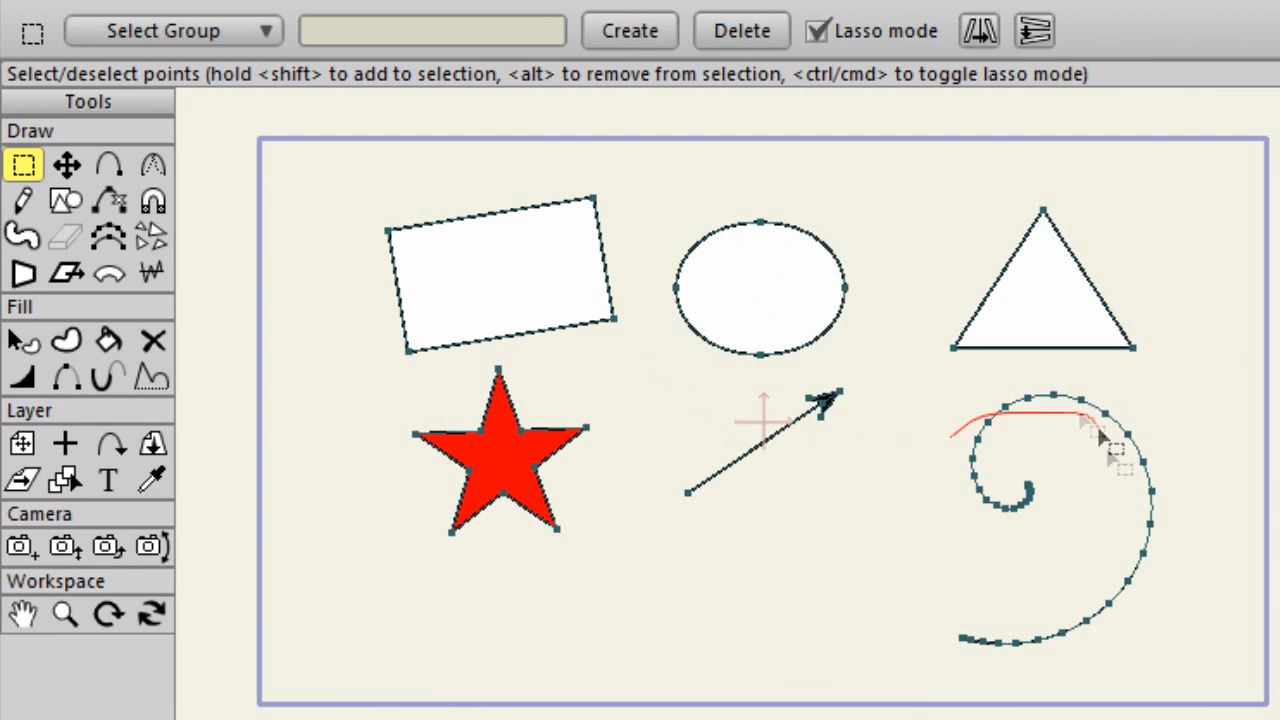 Select Group
Create
Delete
Lasso mode
Select/deselect points (hold <shift> to add to selection, <alt> to remove from selection, <ctrl/cmd> to toggle lasso mode)
Tools
Draw
Fill
Layer
T
Camera
Workspace